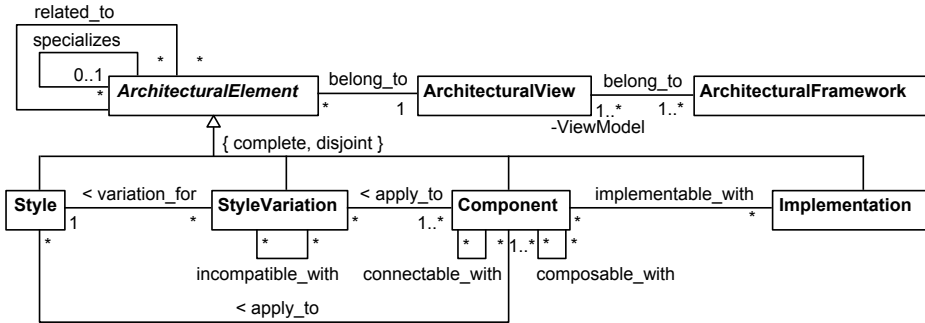 related_to
specializes
* *
0..1
*
ArchitecturalElement
belong_to
* 1
ArchitecturalView
belong_to
1..* 1..*
-ViewModel
ArchitecturalFramework
{ complete, disjoint }
Style
< variation_for
1 *
StyleVariation
< apply_to
* 1..*
Component
implementable_with
* *
Implementation
* * * * * 1..* * *
incompatible_with
connectable_with
composable_with
< apply_to